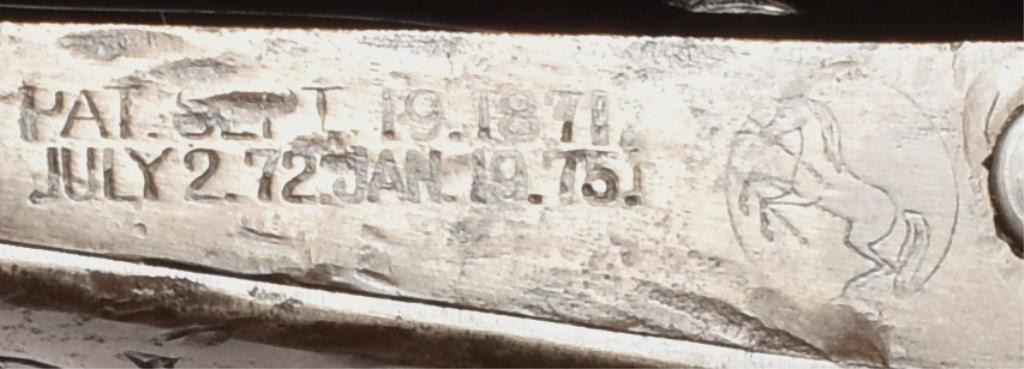 PAT. SEPT. 19.1871.
JULY 2.72.JAN.19.75.